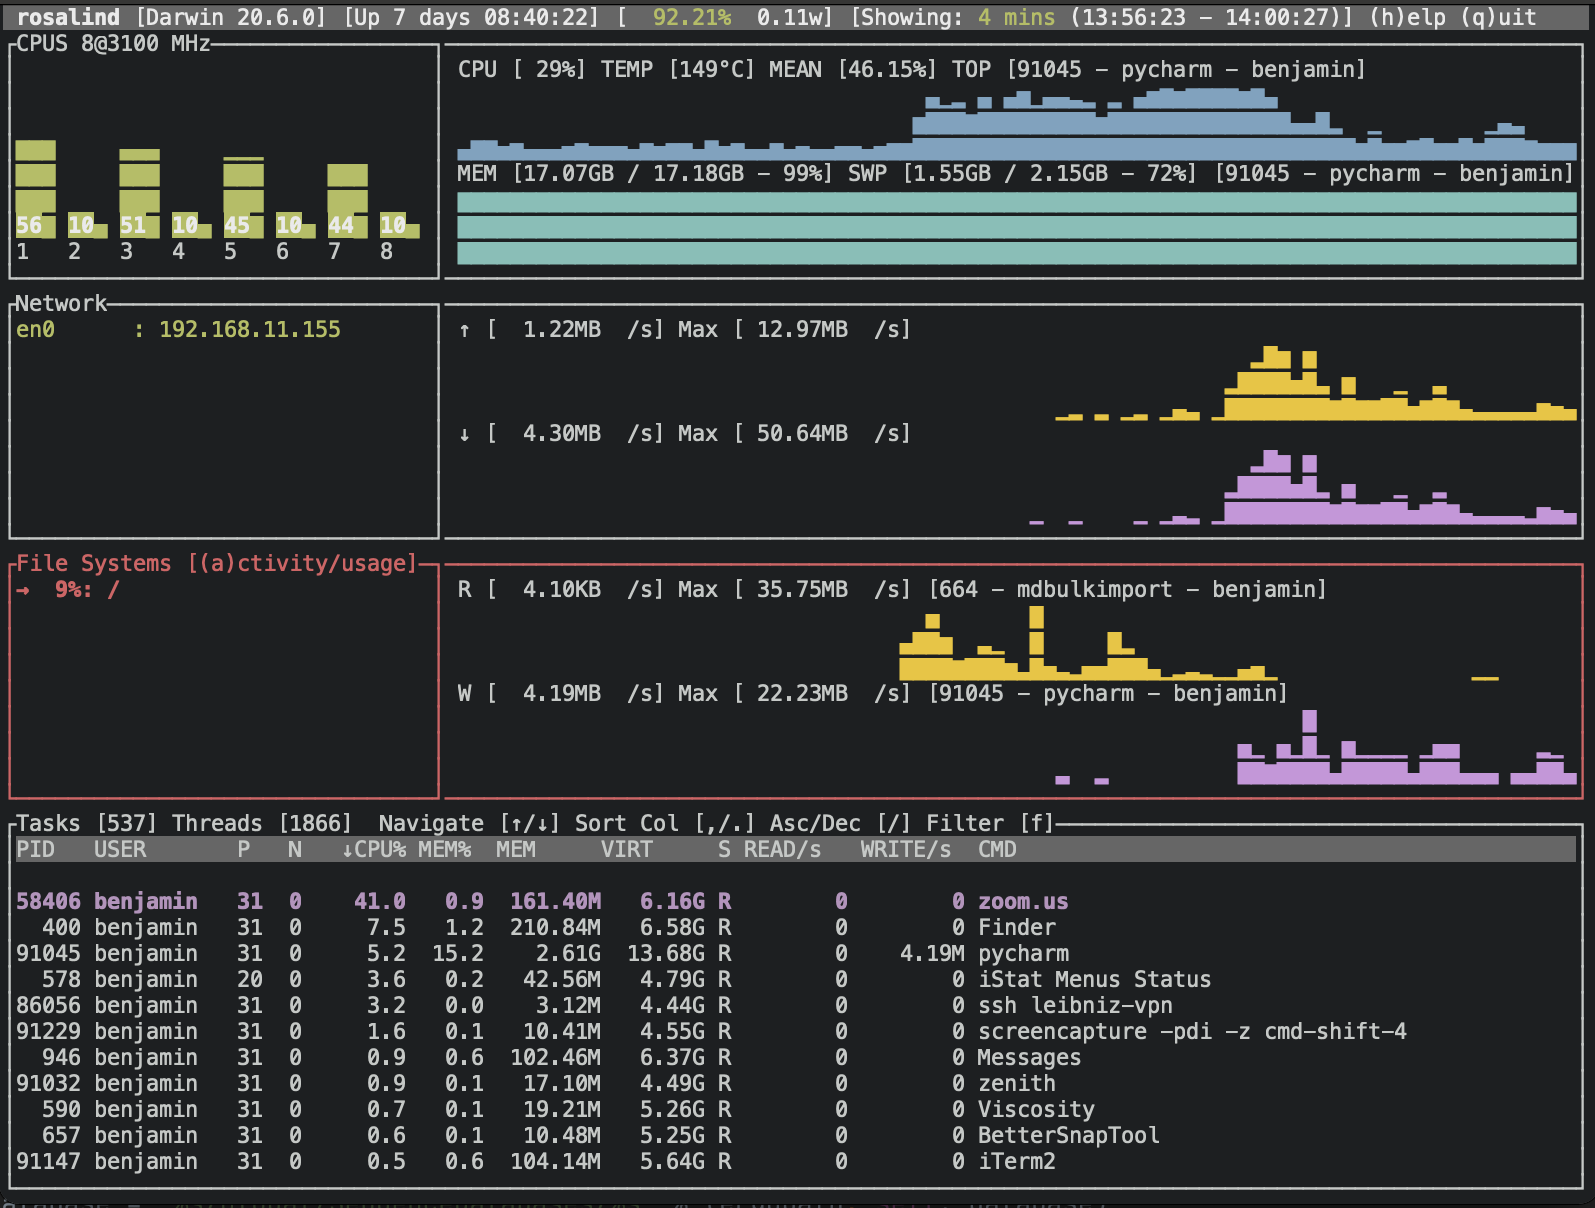 rosalind [Darwin 20.6.0] [Up 7 days 08:40:22] [  92.21%  0.11w] [Showing: 4 mins (13:56:23 – 14:00:27)] (h)elp (q)uit
CPUS 8@3100 MHz
CPU [ 29%] TEMP [149°C] MEAN [46.15%] TOP [91045 – pycharm – benjamin]
MEM [17.07GB / 17.18GB – 99%] SWP [1.55GB / 2.15GB – 72%] [91045 – pycharm – benjamin]
56 10 51 10 45 10 44 10
1 2 3 4 5 6 7 8
Network
en0      : 192.168.11.155
↑ [  1.22MB  /s] Max [ 12.97MB  /s]
↓ [  4.30MB  /s] Max [ 50.64MB  /s]
File Systems [(a)ctivity/usage]
→  9%: /
R [  4.10KB  /s] Max [ 35.75MB  /s] [664 – mdbulkimport – benjamin]
W [  4.19MB  /s] Max [ 22.23MB  /s] [91045 – pycharm – benjamin]
Tasks [537] Threads [1866]  Navigate [↑/↓] Sort Col [,/.] Asc/Dec [/] Filter [f]
PID   USER       P   N   ↓CPU% MEM%  MEM     VIRT     S READ/s   WRITE/s  CMD
58406 benjamin   31  0    41.0   0.9  161.40M   6.16G R        0        0 zoom.us
400 benjamin   31  0     7.5   1.2  210.84M   6.58G R        0        0 Finder
91045 benjamin   31  0     5.2  15.2    2.61G  13.68G R        0    4.19M pycharm
578 benjamin   20  0     3.6   0.2   42.56M   4.79G R        0        0 iStat Menus Status
86056 benjamin   31  0     3.2   0.0    3.12M   4.44G R        0        0 ssh leibniz-vpn
91229 benjamin   31  0     1.6   0.1   10.41M   4.55G R        0        0 screencapture -pdi -z cmd-shift-4
946 benjamin   31  0     0.9   0.6  102.46M   6.37G R        0        0 Messages
91032 benjamin   31  0     0.9   0.1   17.10M   4.49G R        0        0 zenith
590 benjamin   31  0     0.7   0.1   19.21M   5.26G R        0        0 Viscosity
657 benjamin   31  0     0.6   0.1   10.48M   5.25G R        0        0 BetterSnapTool
91147 benjamin   31  0     0.5   0.6  104.14M   5.64G R        0        0 iTerm2